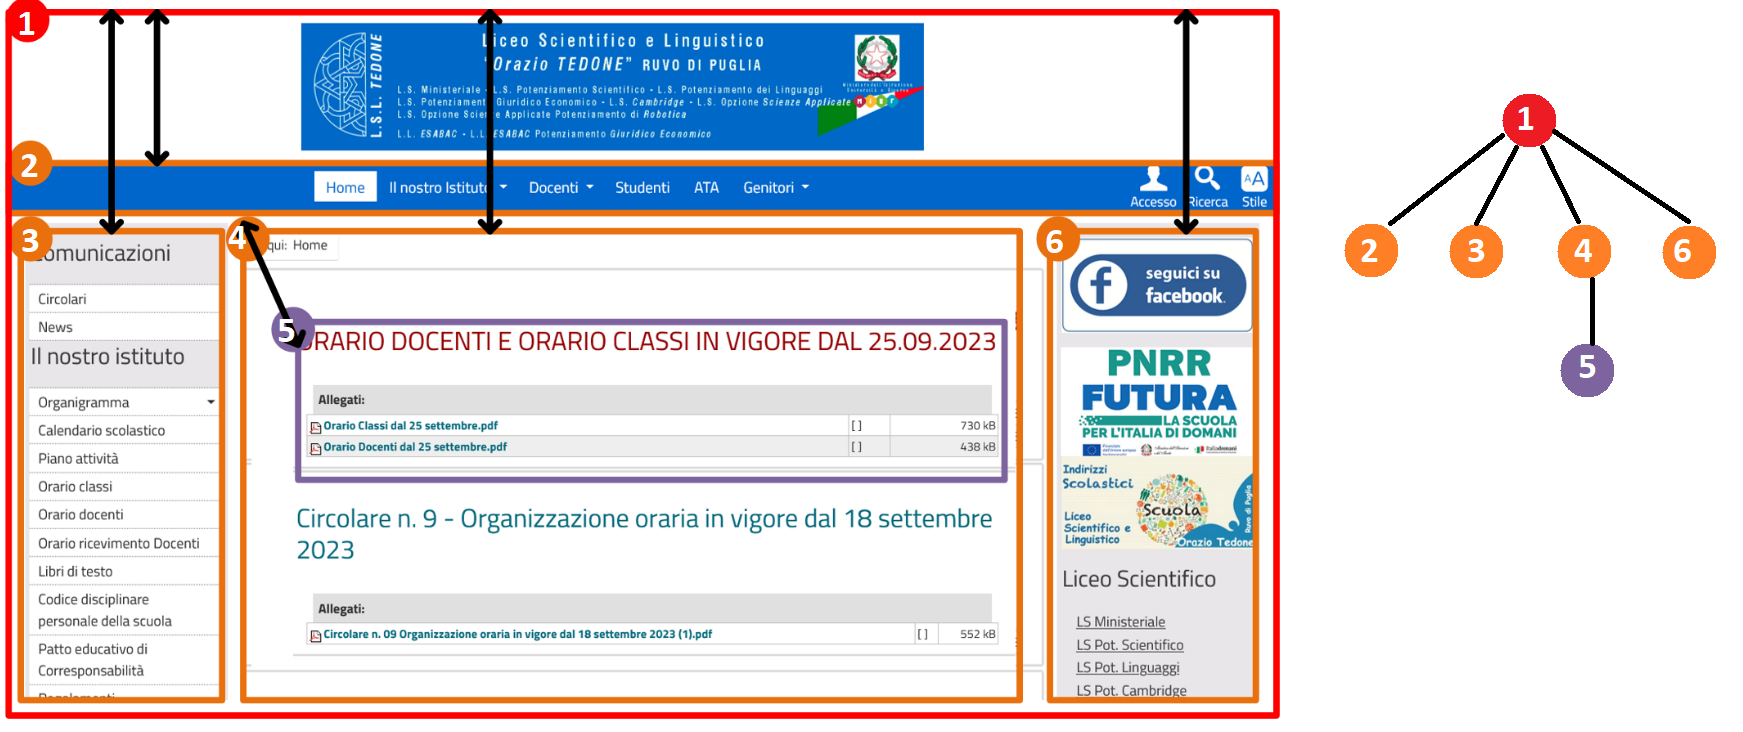 1
Liceo Scientifico e Linguistico
"Orazio TEDONE" RUVO DI PUGLIA
L.S.L. TEDONE
L.S. Ministeriale - L.S. Potenziamento Scientifico - L.S. Potenziamento dei Linguaggi
L.S. Potenziamento Giuridico Economico - L.S. Cambridge - L.S. Opzione Scienze Applicate
L.S. Opzione Scienze Applicate Potenziamento di Robotica
L.L. ESABAC - L.L. ESABAC Potenziamento Giuridico Economico
2
Home Il nostro Istituto Docenti Studenti ATA Genitori
Accesso Ricerca AA Stile
3
Comunicazioni
Circolari
News
Il nostro istituto
Organigramma
Calendario scolastico
Piano attività
Orario classi
Orario docenti
Orario ricevimento Docenti
Libri di testo
Codice disciplinare
personale della scuola
Patto educativo di
Corresponsabilità
Regolamenti
4
qui: Home
5
ORARIO DOCENTI E ORARIO CLASSI IN VIGORE DAL 25.09.2023
Allegati:
Orario Classi dal 25 settembre.pdf [ ] 730 kB
Orario Docenti dal 25 settembre.pdf [ ] 438 kB
Circolare n. 9 - Organizzazione oraria in vigore dal 18 settembre
2023
Allegati:
Circolare n. 09 Organizzazione oraria in vigore dal 18 settembre 2023 (1).pdf [ ] 552 kB
6
seguici su
facebook.
PNRR
FUTURA
LA SCUOLA
PER L'ITALIA DI DOMANI
Indirizzi
Scolastici
Scuola
Liceo
Scientifico e
Linguistico
Orazio Tedone
Ruvo di Puglia
Liceo Scientifico
LS Ministeriale
LS Pot. Scientifico
LS Pot. Linguaggi
LS Pot. Cambridge
1
2 3 4 6
5